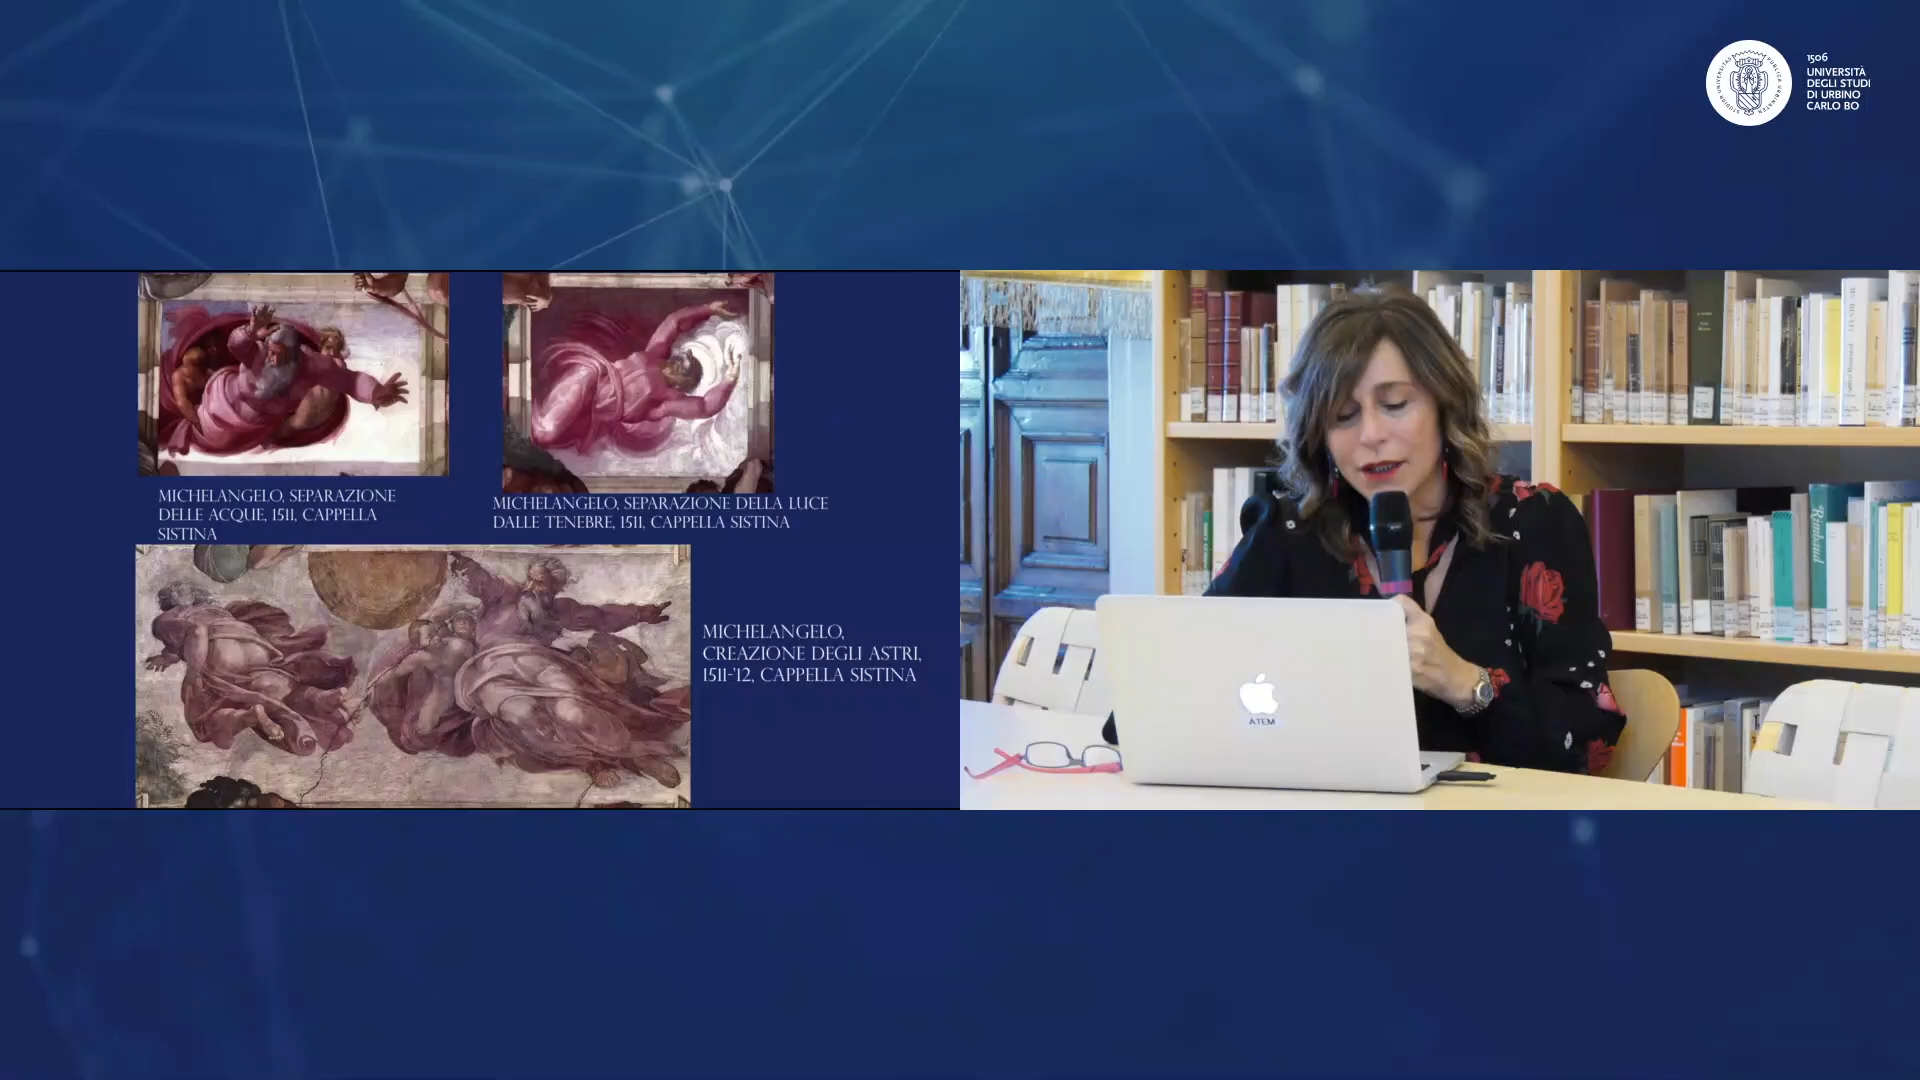 1506
UNIVERSITÀ
DEGLI STUDI
DI URBINO
CARLO BO
MICHELANGELO, SEPARAZIONE
DELLE ACQUE, 1511, CAPPELLA
SISTINA
MICHELANGELO, SEPARAZIONE DELLA LUCE
DALLE TENEBRE, 1511, CAPPELLA SISTINA
MICHELANGELO,
CREAZIONE DEGLI ASTRI,
1511-'12, CAPPELLA SISTINA
ATEM
Rimbaud